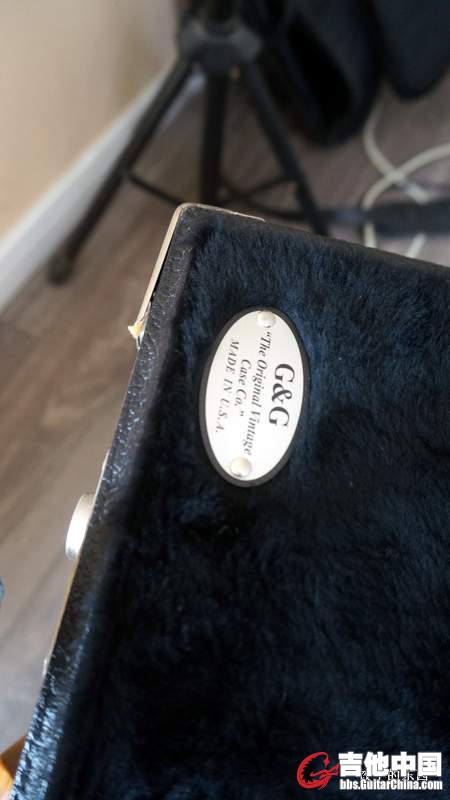 G&G
"The Original Vintage
Case Co."
MADE IN U.S.A.
吉他中国
bbs.GuitarChina.com